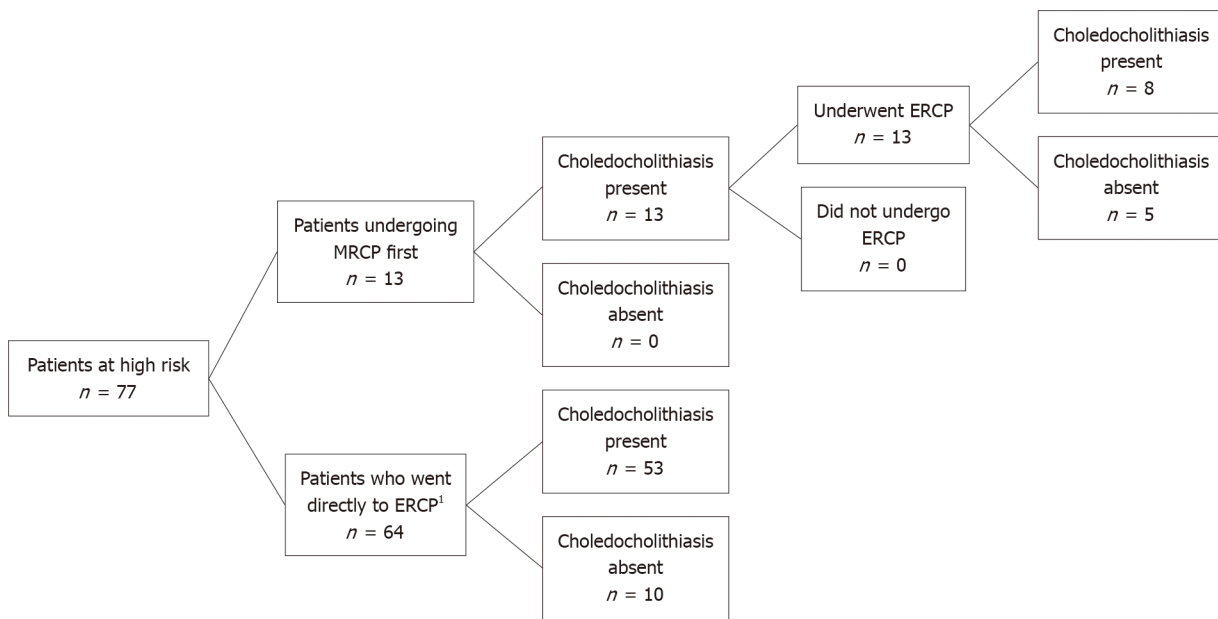 Patients at high risk
n = 77
Patients undergoing
MRCP first
n = 13
Patients who went
directly to ERCP¹
n = 64
Choledocholithiasis
present
n = 13
Choledocholithiasis
absent
n = 0
Choledocholithiasis
present
n = 53
Choledocholithiasis
absent
n = 10
Underwent ERCP
n = 13
Did not undergo
ERCP
n = 0
Choledocholithiasis
present
n = 8
Choledocholithiasis
absent
n = 5